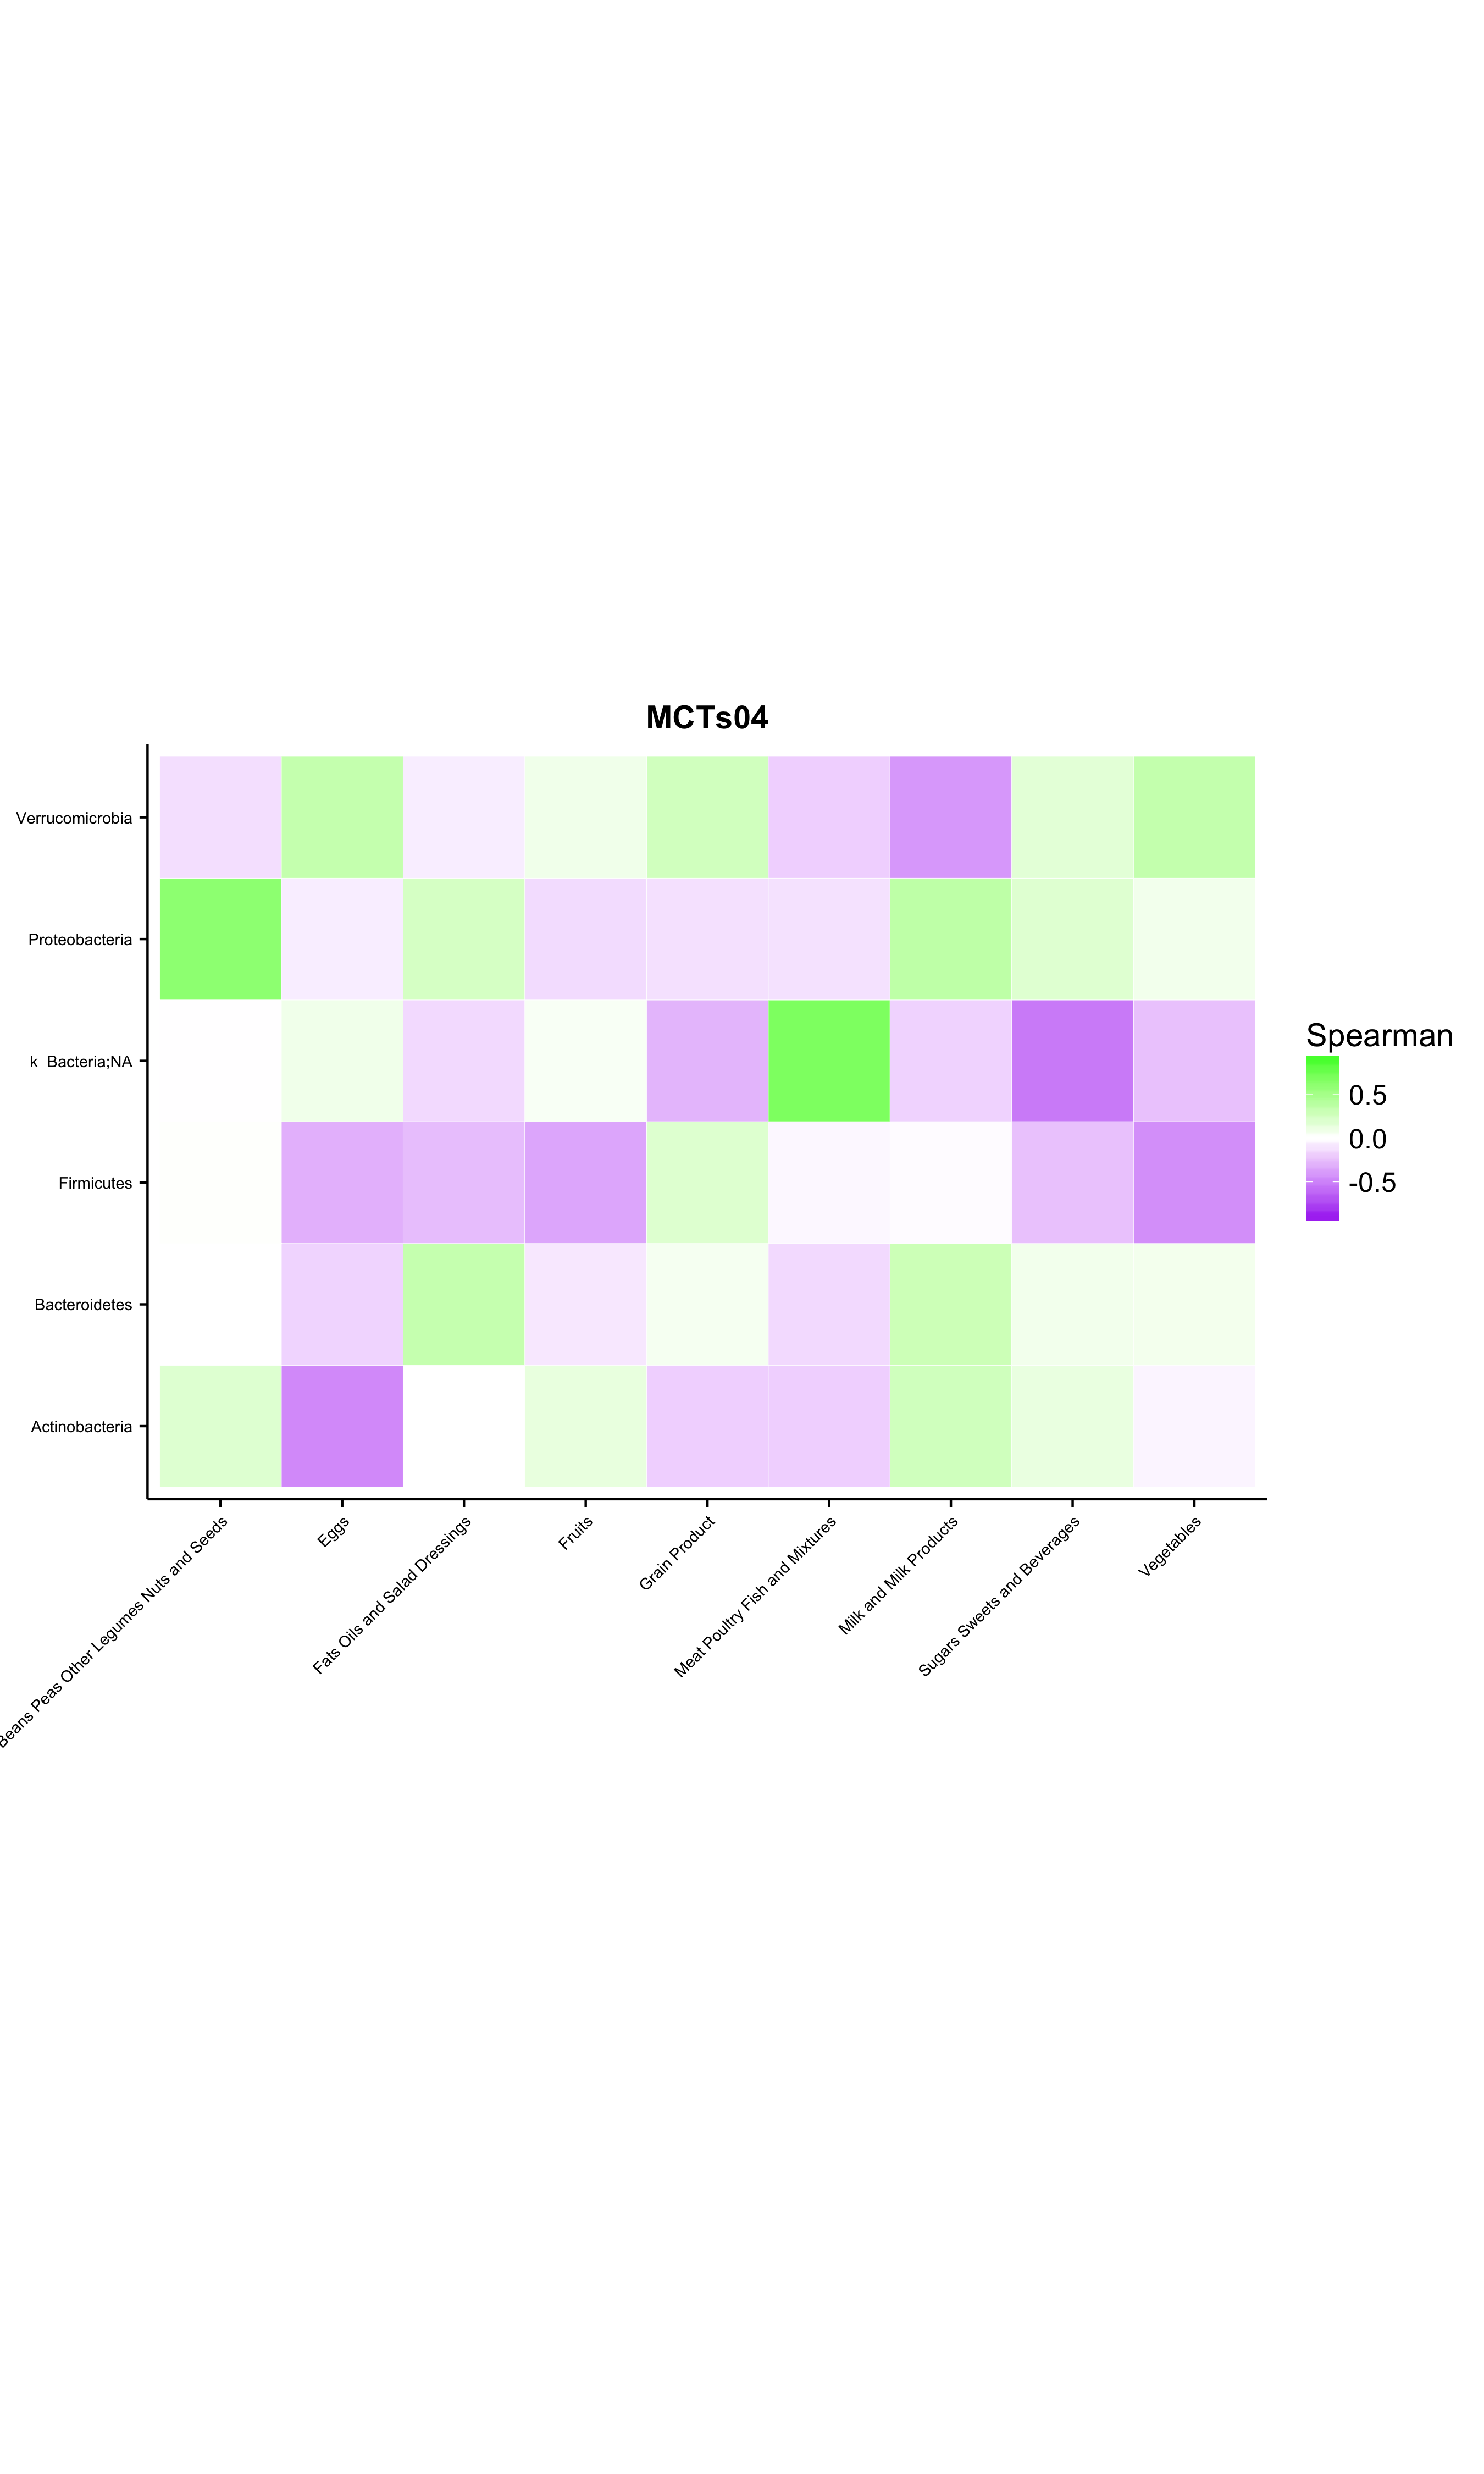 MCTs04
Verrucomicrobia
Proteobacteria
k  Bacteria;NA
Firmicutes
Bacteroidetes
Actinobacteria
Beans Peas Other Legumes Nuts and Seeds
Eggs
Fats Oils and Salad Dressings
Fruits
Grain Product
Meat Poultry Fish and Mixtures
Milk and Milk Products
Sugars Sweets and Beverages
Vegetables
Spearman
0.5
0.0
-0.5